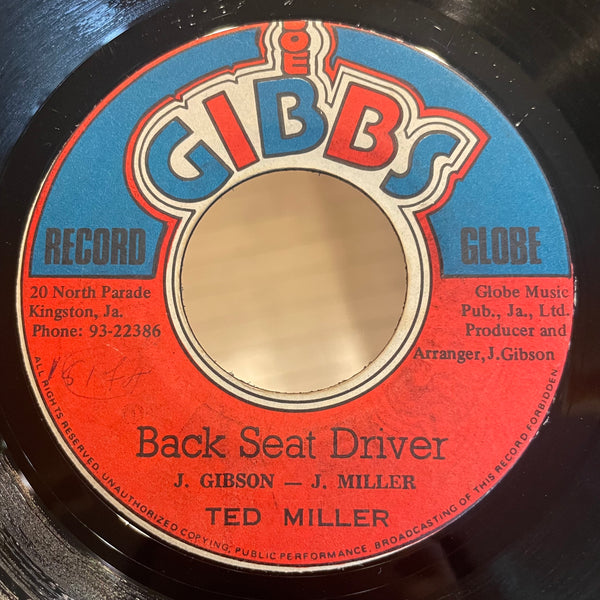 JOE
GIBBS
RECORD GLOBE
20 North Parade
Kingston, Ja.
Phone: 93-22386
Globe Music
Pub., Ja., Ltd.
Producer and
Arranger, J.Gibson
Back Seat Driver
J. GIBSON — J. MILLER
TED MILLER
ALL RIGHTS RESERVED. UNAUTHORIZED COPYING, PUBLIC PERFORMANCE, BROADCASTING OF THIS RECORD FORBIDDEN